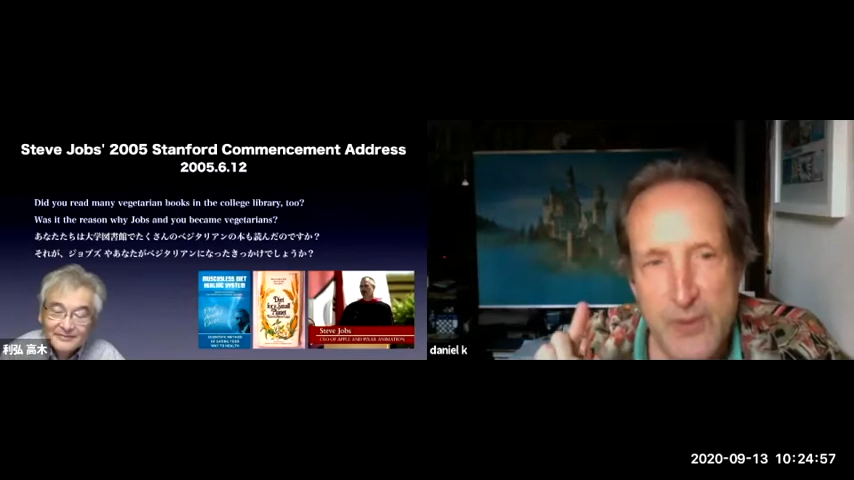 Steve Jobs' 2005 Stanford Commencement Address
2005.6.12
Did you read many vegetarian books in the college library, too?
Was it the reason why Jobs and you became vegetarians?
あなたたちは大学図書館でたくさんのベジタリアンの本も読んだのですか？
それが、ジョブズ やあなたがベジタリアンになったきっかけでしょうか？
MUCUSLESS DIET
HEALING SYSTEM
Diet
for a Small
Planet
Steve Jobs
CEO OF APPLE AND PIXAR ANIMATION
利弘 高木
daniel k
2020-09-13 10:24:57